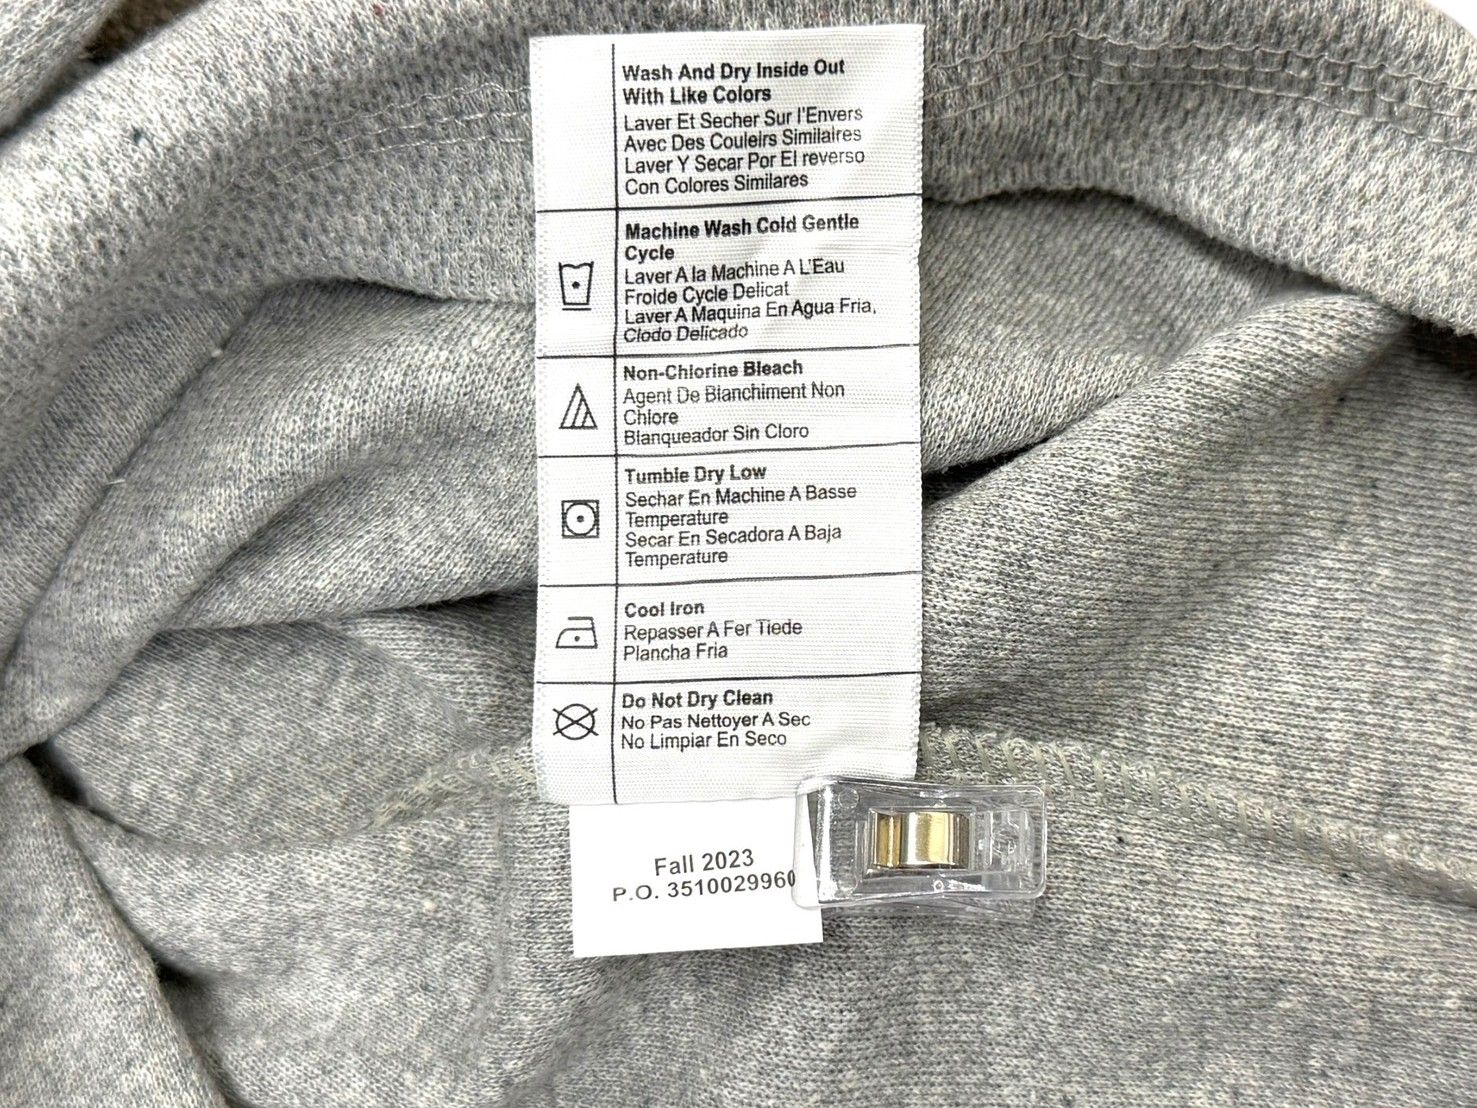 Wash And Dry Inside Out
With Like Colors
Laver Et Secher Sur l'Envers
Avec Des Couleirs Similaires
Laver Y Secar Por El reverso
Con Colores Similares
Machine Wash Cold Gentle
Cycle
Laver A la Machine A L'Eau
Froide Cycle Delicat
Laver A Maquina En Agua Fria,
Clodo Delicado
Non-Chlorine Bleach
Agent De Blanchiment Non
Chlore
Blanqueador Sin Cloro
Tumble Dry Low
Sechar En Machine A Basse
Temperature
Secar En Secadora A Baja
Temperature
Cool Iron
Repasser A Fer Tiede
Plancha Fria
Do Not Dry Clean
No Pas Nettoyer A Sec
No Limpiar En Seco
Fall 2023
P.O. 3510029960